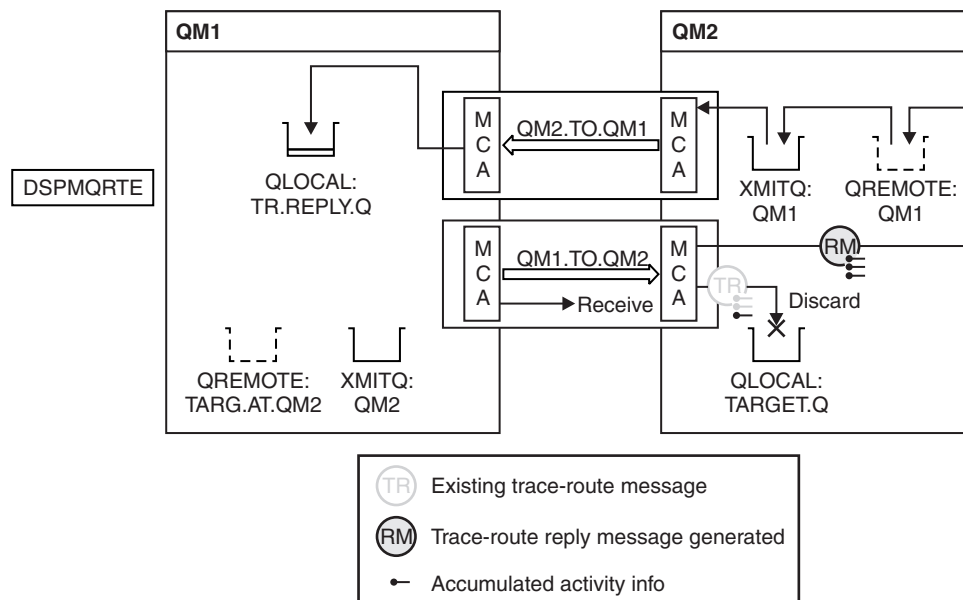 QM1
QM2
DSPMQRTE
M
C
A
QM2.TO.QM1
M
C
A
QLOCAL:
TR.REPLY.Q
XMITQ:
QM1
QREMOTE:
QM1
M
C
A
QM1.TO.QM2
Receive
M
C
A
RM
TR
Discard
QREMOTE:
TARG.AT.QM2
XMITQ:
QM2
QLOCAL:
TARGET.Q
TR Existing trace-route message
RM Trace-route reply message generated
Accumulated activity info